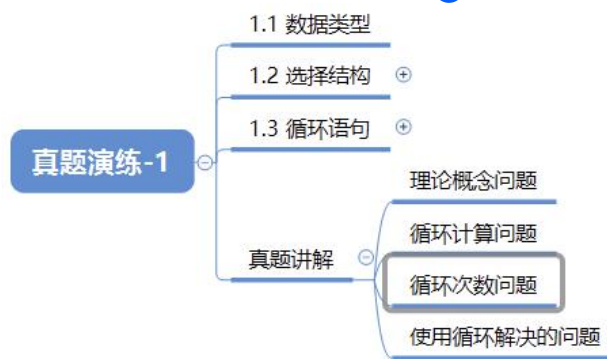 1.1 数据类型
1.2 选择结构
1.3 循环语句
真题演练-1
理论概念问题
循环计算问题
真题讲解
循环次数问题
使用循环解决的问题